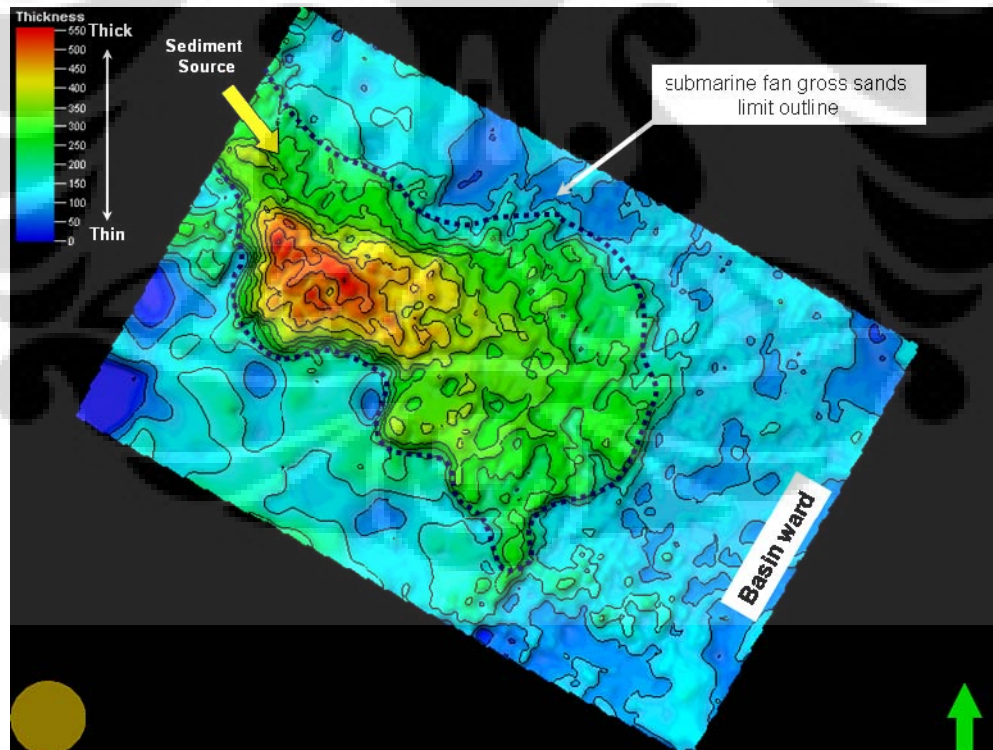 Thickness
550
500
450
400
350
300
250
200
150
100
50
0
Thick
Thin
Sediment
Source
submarine fan gross sands
limit outline
Basin ward